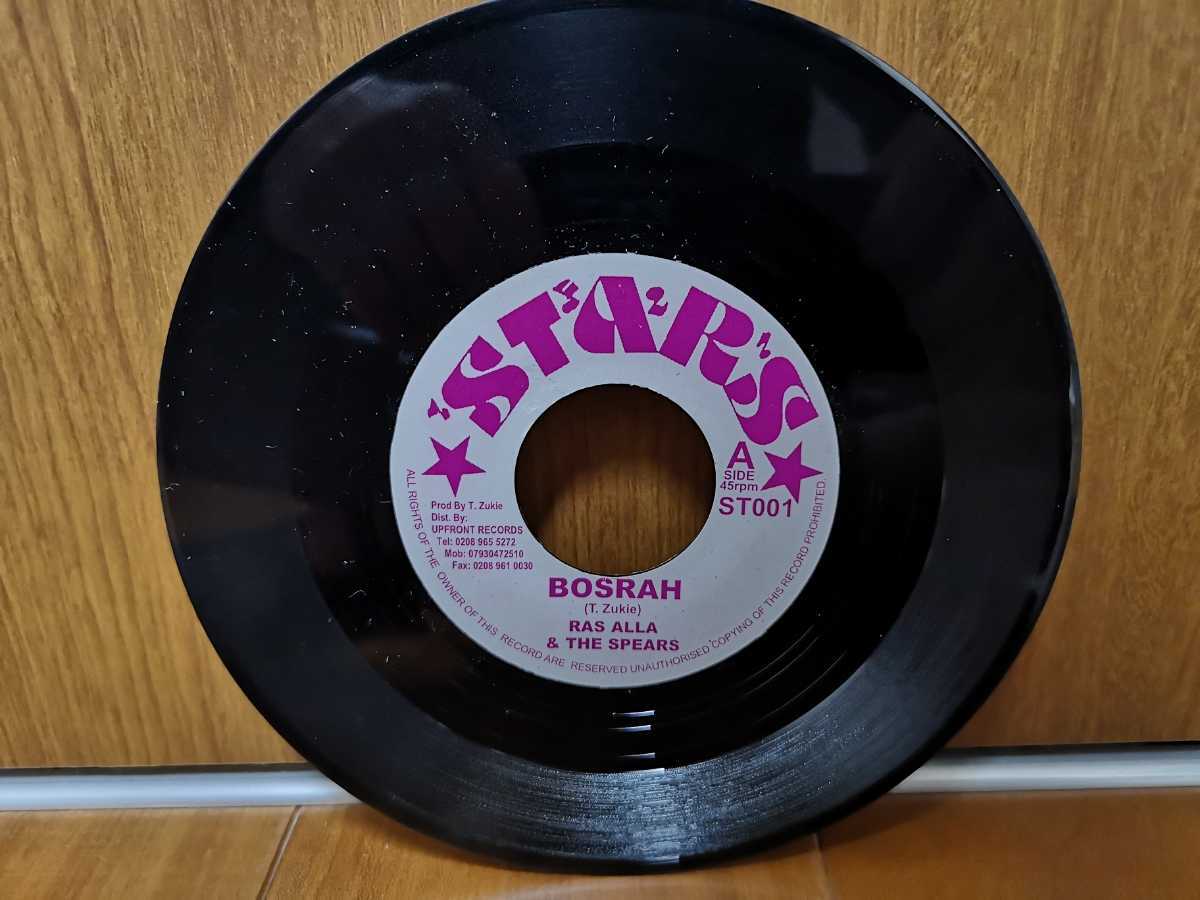 STARS
A
SIDE
45rpm
ST001
Prod By T. Zukie
Dist. By:
UPFRONT RECORDS
Tel: 0208 965 5272
Mob: 07930472510
Fax: 0208 961 0030
BOSRAH
(T. Zukie)
RAS ALLA
& THE SPEARS
ALL RIGHTS OF THE OWNER OF THIS RECORD ARE RESERVED UNAUTHORISED COPYING OF THIS RECORD PROHIBITED.